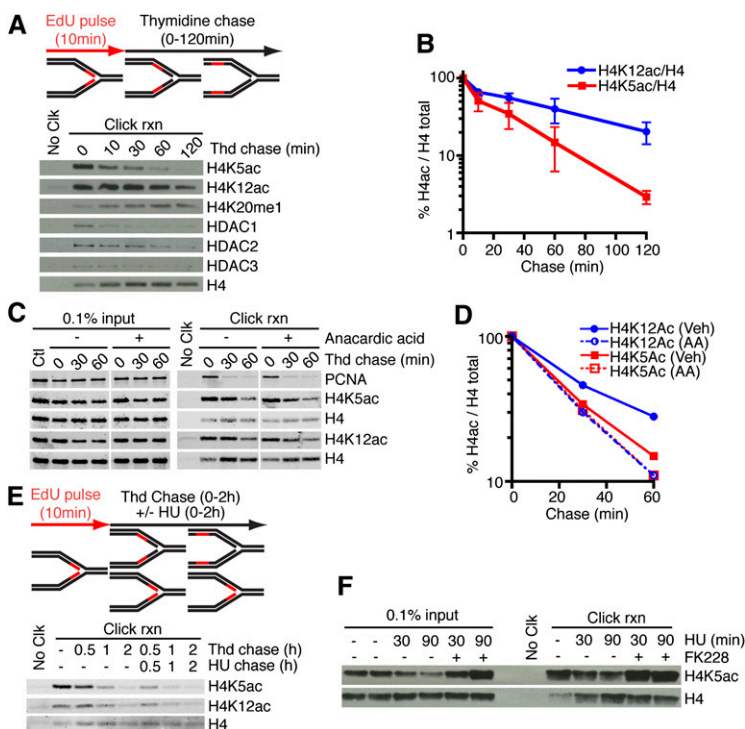 A
EdU pulse
(10min)
Thymidine chase
(0-120min)
No Clk
Click rxn
0 10 30 60 120 Thd chase (min)
H4K5ac
H4K12ac
H4K20me1
HDAC1
HDAC2
HDAC3
H4
B
H4K12ac/H4
H4K5ac/H4
% H4ac / H4 total
100
10
1
0 20 40 60 80 100 120
Chase (min)
C
0.1% input
Click rxn
Ctl
No Clk
- + - + Anacardic acid
0 30 60 0 30 60 0 30 60 0 30 60 Thd chase (min)
PCNA
H4K5ac
H4
H4K12ac
H4
D
H4K12Ac (Veh)
H4K12Ac (AA)
H4K5Ac (Veh)
H4K5Ac (AA)
% H4ac / H4 total
100
10
0 20 40 60
Chase (min)
E
EdU pulse
(10min)
Thd Chase (0-2h)
+/- HU (0-2h)
No Clk
Click rxn
- 0.5 1 2 0.5 1 2 Thd chase (h)
0.5 1 2 HU chase (h)
H4K5ac
H4K12ac
H4
F
0.1% input
No Clk
Click rxn
- - 30 90 30 90 - 30 90 30 90 HU (min)
- - - - + + - - - + + FK228
H4K5ac
H4